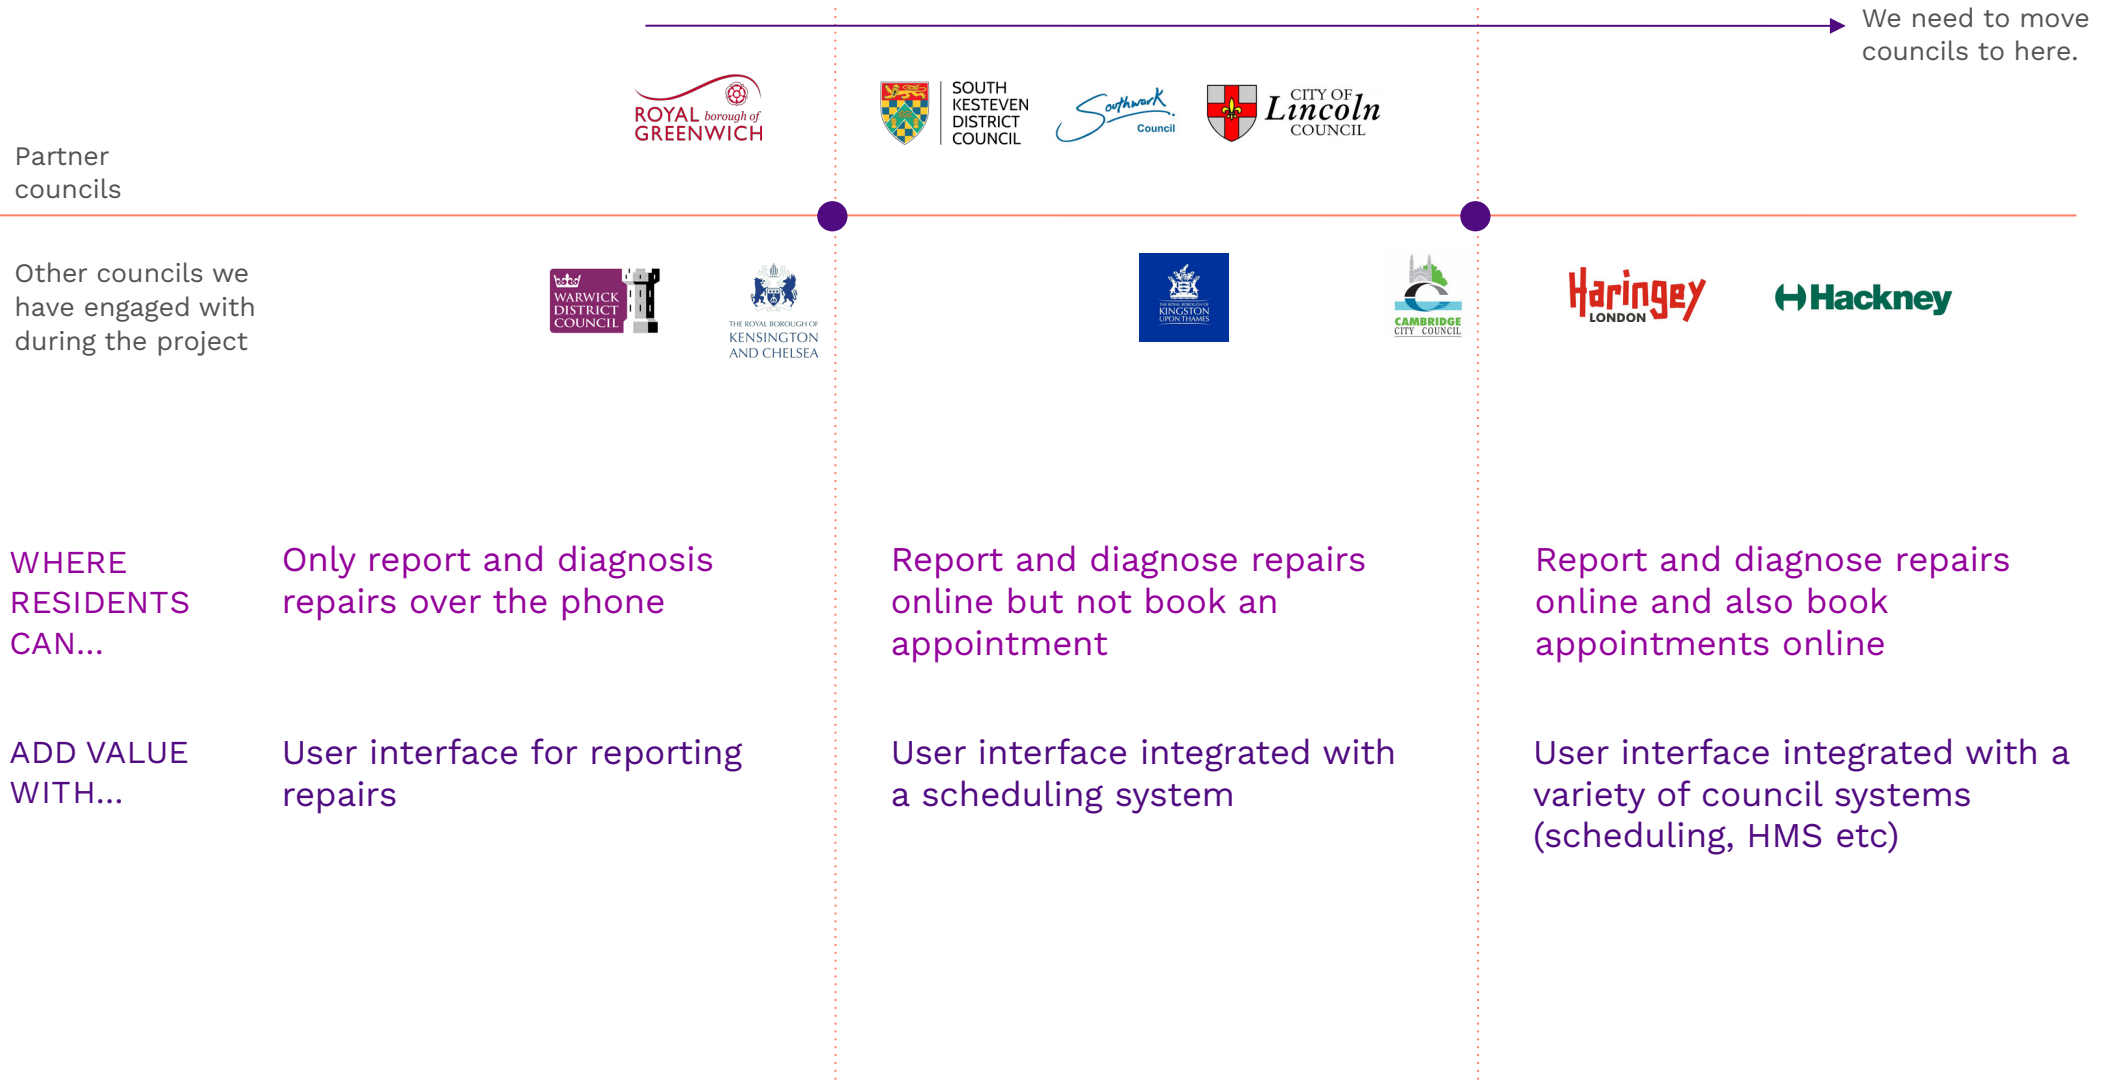 We need to move
councils to here.
ROYAL borough of
GREENWICH
SOUTH
KESTEVEN
DISTRICT
COUNCIL
Southwark
Council
CITY OF
Lincoln
COUNCIL
Partner
councils
Other councils we
have engaged with
during the project
WARWICK
DISTRICT
COUNCIL
THE ROYAL BOROUGH OF
KENSINGTON
AND CHELSEA
THE ROYAL BOROUGH OF
KINGSTON
UPON THAMES
CAMBRIDGE
CITY COUNCIL
Haringey
LONDON
Hackney
WHERE
RESIDENTS
CAN...
Only report and diagnosis
repairs over the phone
Report and diagnose repairs
online but not book an
appointment
Report and diagnose repairs
online and also book
appointments online
ADD VALUE
WITH...
User interface for reporting
repairs
User interface integrated with
a scheduling system
User interface integrated with a
variety of council systems
(scheduling, HMS etc)